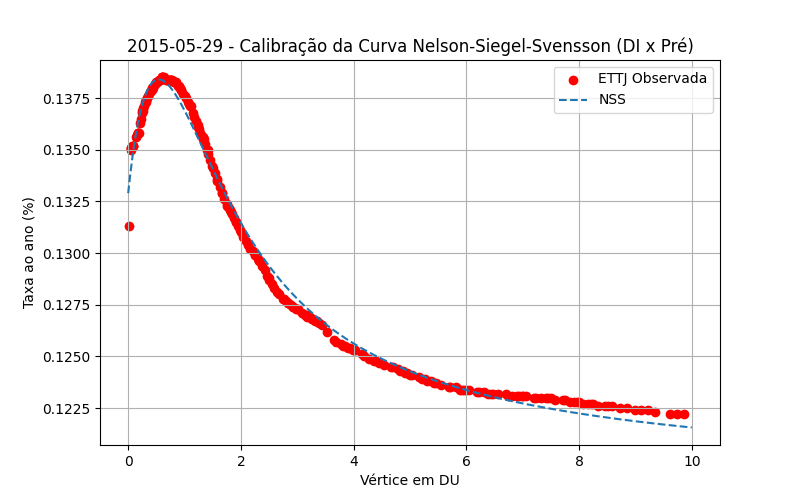 2015-05-29 - Calibração da Curva Nelson-Siegel-Svensson (DI x Pré)
ETTJ Observada
NSS
Taxa ao ano (%)
0.1375
0.1350
0.1325
0.1300
0.1275
0.1250
0.1225
0 2 4 6 8 10
Vértice em DU